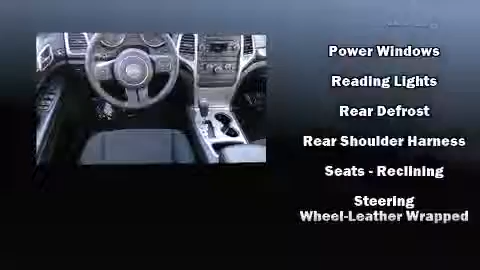 Power Windows
Reading Lights
Rear Defrost
Rear Shoulder Harness
Seats - Reclining
Steering
Wheel-Leather Wrapped